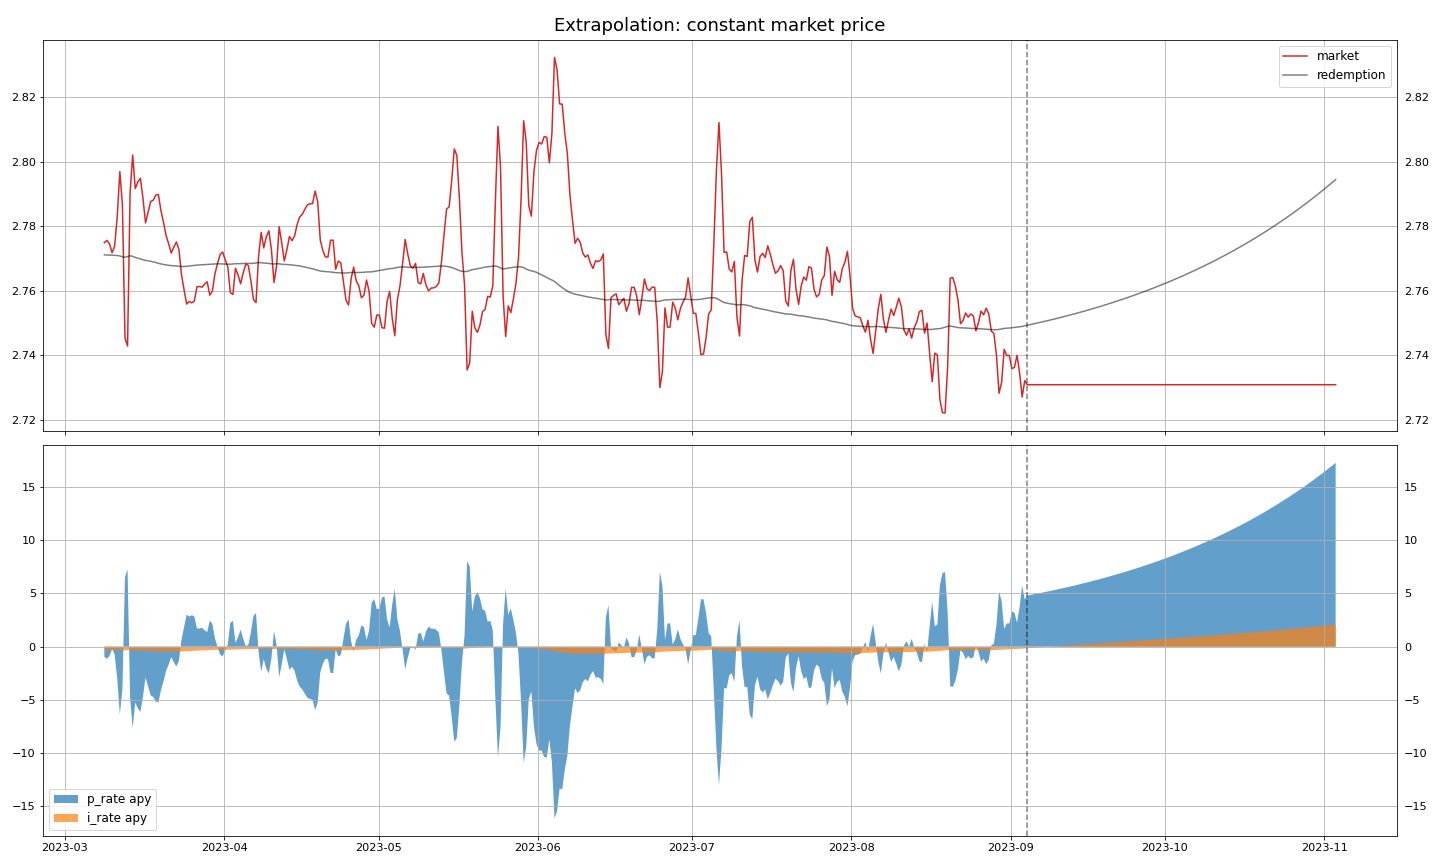 Extrapolation: constant market price
market
redemption
2.82 2.82
2.80 2.80
2.78 2.78
2.76 2.76
2.74 2.74
2.72 2.72
15 15
10 10
5 5
0 0
−5 −5
−10 −10
−15 −15
p_rate apy
i_rate apy
2023-03 2023-04 2023-05 2023-06 2023-07 2023-08 2023-09 2023-10 2023-11